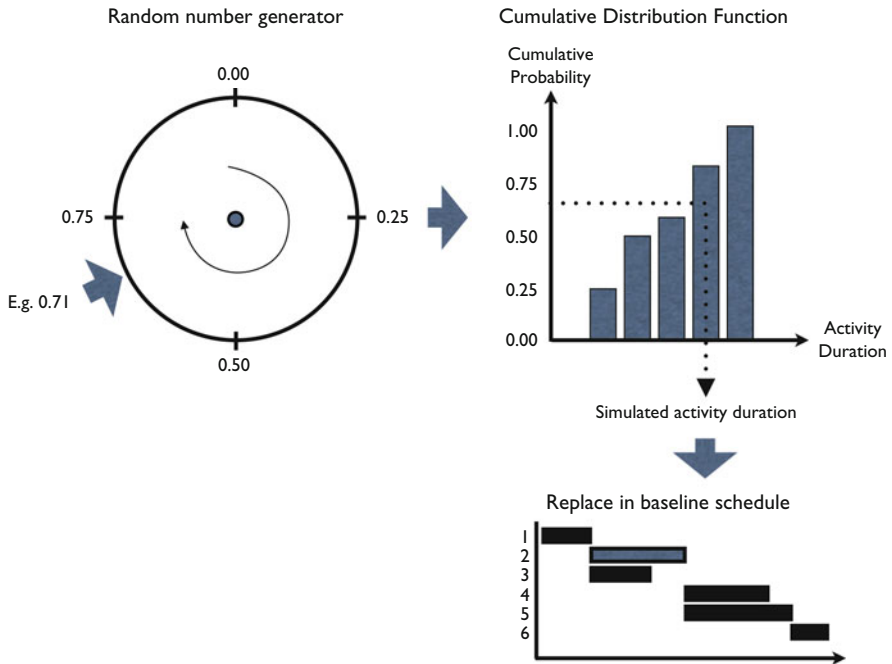 Random number generator
0.00
0.75
0.25
E.g. 0.71
0.50
Cumulative Distribution Function
Cumulative
Probability
1.00
0.75
0.50
0.25
0.00
Activity
Duration
Simulated activity duration
Replace in baseline schedule
1
2
3
4
5
6